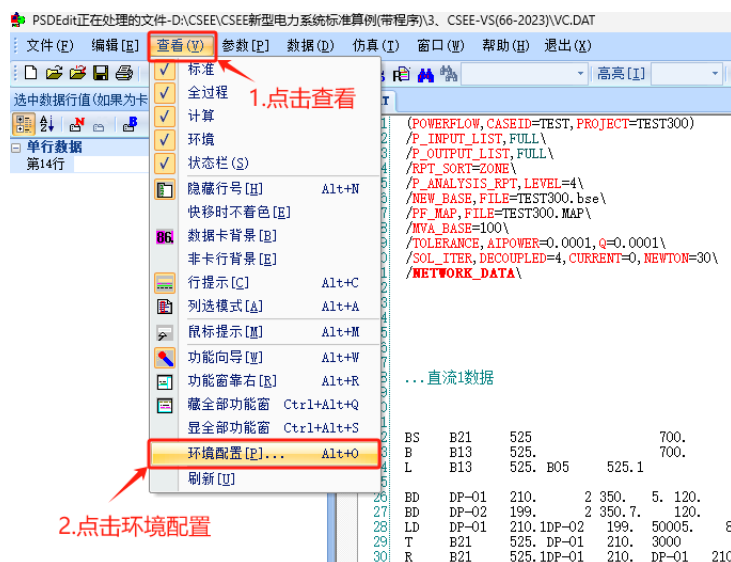 PSDEdit正在处理的文件-D:\CSEE\CSEE新型电力系统标准算例(带程序)\3、CSEE-VS(66-2023)\VC.DAT
文件(F) 编辑[E] 查看(V) 参数[P] 数据(D) 仿真(T) 窗口(W) 帮助(H) 退出(X)
高亮[I]
选中数据行值(如果为卡
单行数据
第14行
标准
全过程
计算
环境
状态栏(S)
隐藏行号[H] Alt+N
快移时不着色[E]
数据卡背景[B]
非卡行背景[E]
行提示[C] Alt+C
列选模式[A] Alt+A
鼠标提示[M] Alt+M
功能向导[W] Alt+W
功能窗靠右[R] Alt+R
藏全部功能窗 Ctrl+Alt+Q
显全部功能窗 Ctrl+Alt+S
环境配置[P]... Alt+O
刷新[U]
1.点击查看
2.点击环境配置
(POWERFLOW,CASEID=TEST,PROJECT=TEST300)
/P_INPUT_LIST,FULL\
/P_OUTPUT_LIST,FULL\
/RPT_SORT=ZONE\
/P_ANALYSIS_RPT,LEVEL=4\
/NEW_BASE,FILE=TEST300.bse\
/PF_MAP,FILE=TEST300.MAP\
/MVA_BASE=100\
/TOLERANCE,AIPOWER=0.0001,Q=0.0001\
/SOL_ITER,DECOUPLED=4,CURRENT=0,NEWTON=30\
/NETWORK_DATA\
...直流1数据
BS B21 525 700.
B B13 525. 700.
L B13 525. B05 525.1
26 BD DP-01 210. 2 350. 5. 120.
27 BD DP-02 199. 2 350.7. 120.
28 LD DP-01 210.1DP-02 199. 50005. 8
29 T B21 525. DP-01 210. 3000
30 R B21 525.1DP-01 210. DP-01 210